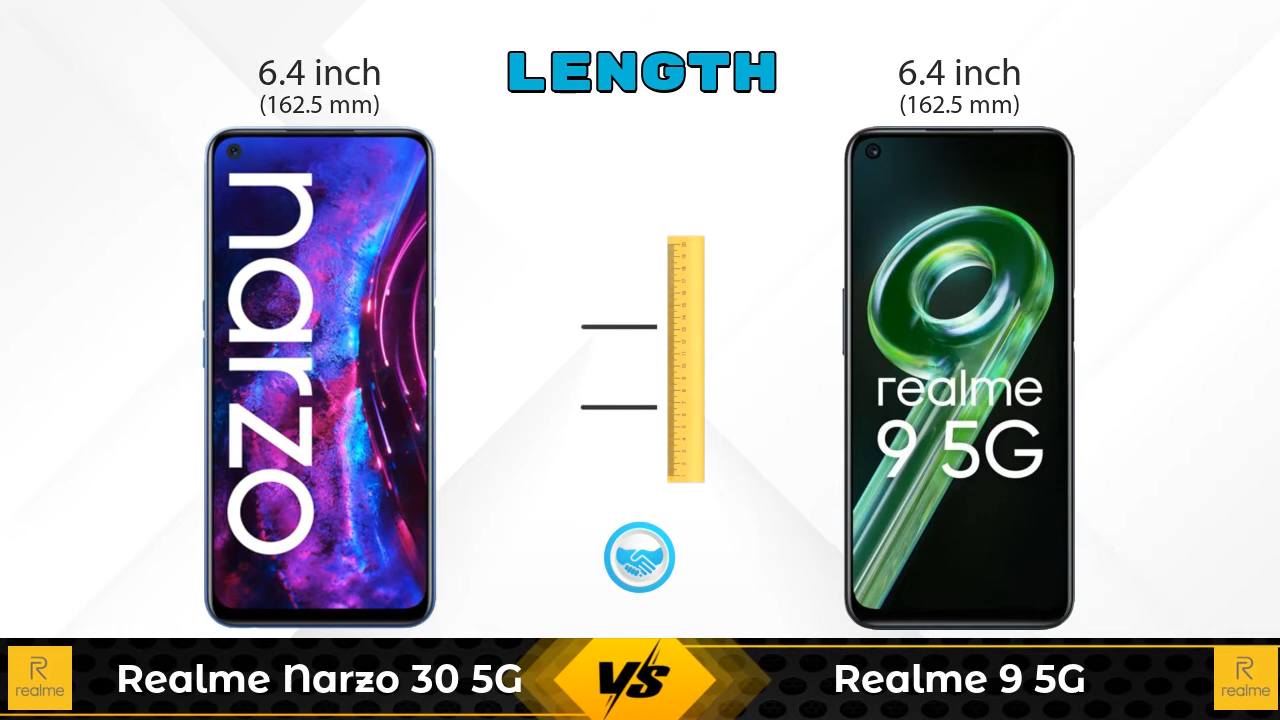 LENGTH
6.4 inch
(162.5 mm)
6.4 inch
(162.5 mm)
narzo
realme
9 5G
R
realme
Realme Narzo 30 5G
VS
Realme 9 5G
R
realme